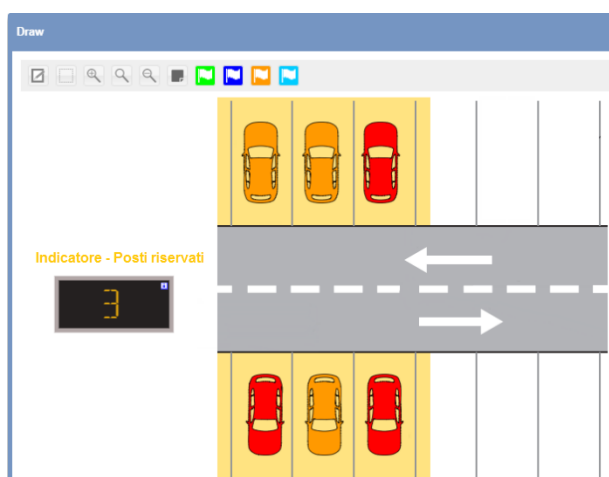 Draw
Indicatore - Posti riservati
3